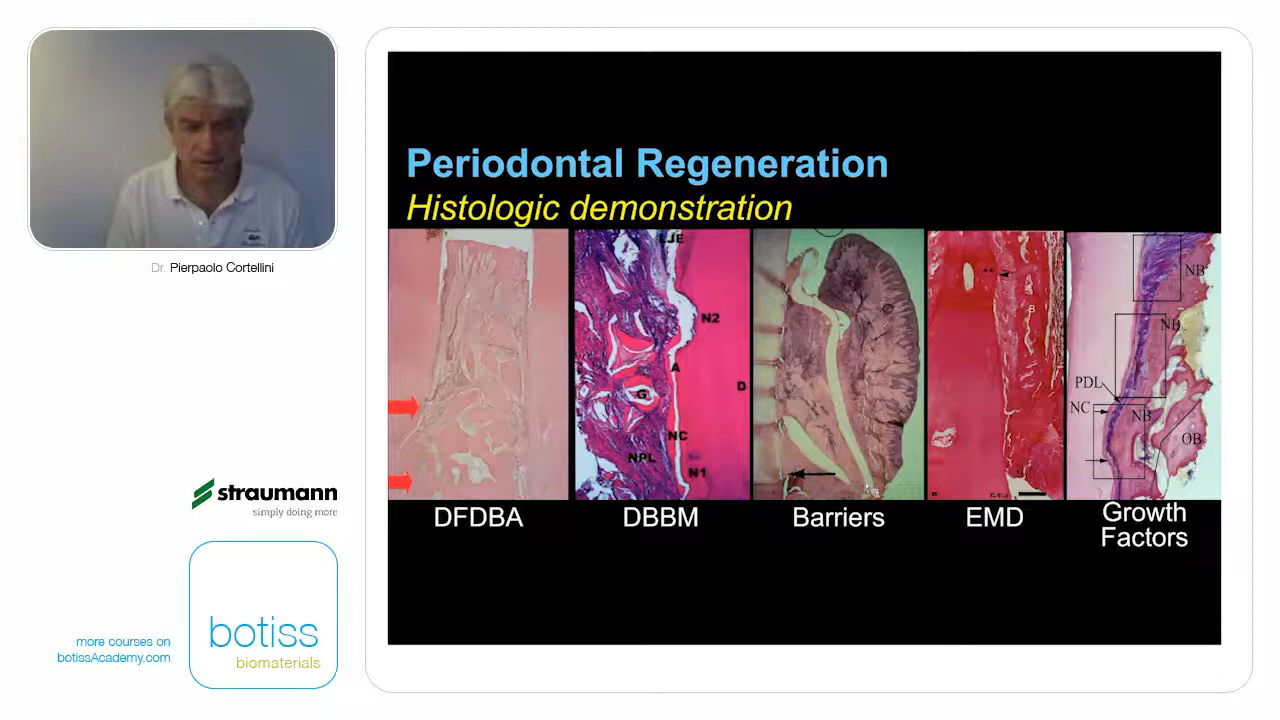 Dr. Pierpaolo Cortellini
straumann
simply doing more
more courses on
botissAcademy.com
botiss
biomaterials
Periodontal Regeneration
Histologic demonstration
LJE
N2
A
D
G
NC
NPL
N1
B
NB
NB
PDL
NC
NB
OB
DFDBA
DBBM
Barriers
EMD
Growth
Factors